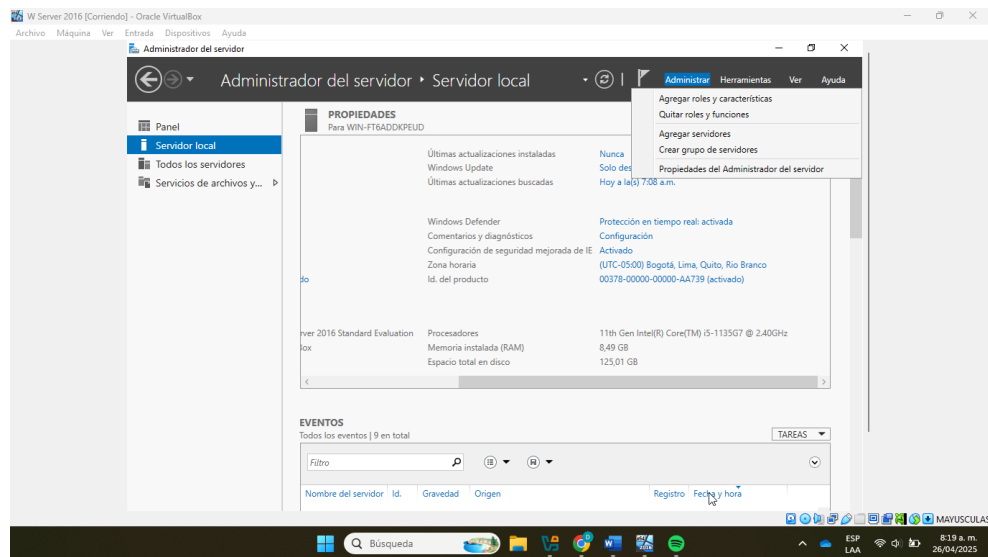 W Server 2016 [Corriendo] - Oracle VirtualBox
Archivo Máquina Ver Entrada Dispositivos Ayuda
Administrador del servidor
Administrador del servidor Servidor local
Administrar Herramientas Ver Ayuda
Agregar roles y características
Quitar roles y funciones
Agregar servidores
Crear grupo de servidores
Propiedades del Administrador del servidor
Panel
Servidor local
Todos los servidores
Servicios de archivos y...
PROPIEDADES
Para WIN-FT6ADDKPEUD
Últimas actualizaciones instaladas Nunca
Windows Update Solo des
Últimas actualizaciones buscadas Hoy a la(s) 7:08 a.m.
Windows Defender Protección en tiempo real: activada
Comentarios y diagnósticos Configuración
Configuración de seguridad mejorada de IE Activado
Zona horaria (UTC-05:00) Bogotá, Lima, Quito, Rio Branco
do Id. del producto 00378-00000-00000-AA739 (activado)
rver 2016 Standard Evaluation Procesadores 11th Gen Intel(R) Core(TM) i5-1135G7 @ 2.40GHz
Box Memoria instalada (RAM) 8,49 GB
Espacio total en disco 125,01 GB
EVENTOS
Todos los eventos | 9 en total
TAREAS
Filtro
Nombre del servidor Id. Gravedad Origen Registro Fecha y hora
MAYUSCULAS
Búsqueda
ESP
LAA
8:19 a. m.
26/04/2025